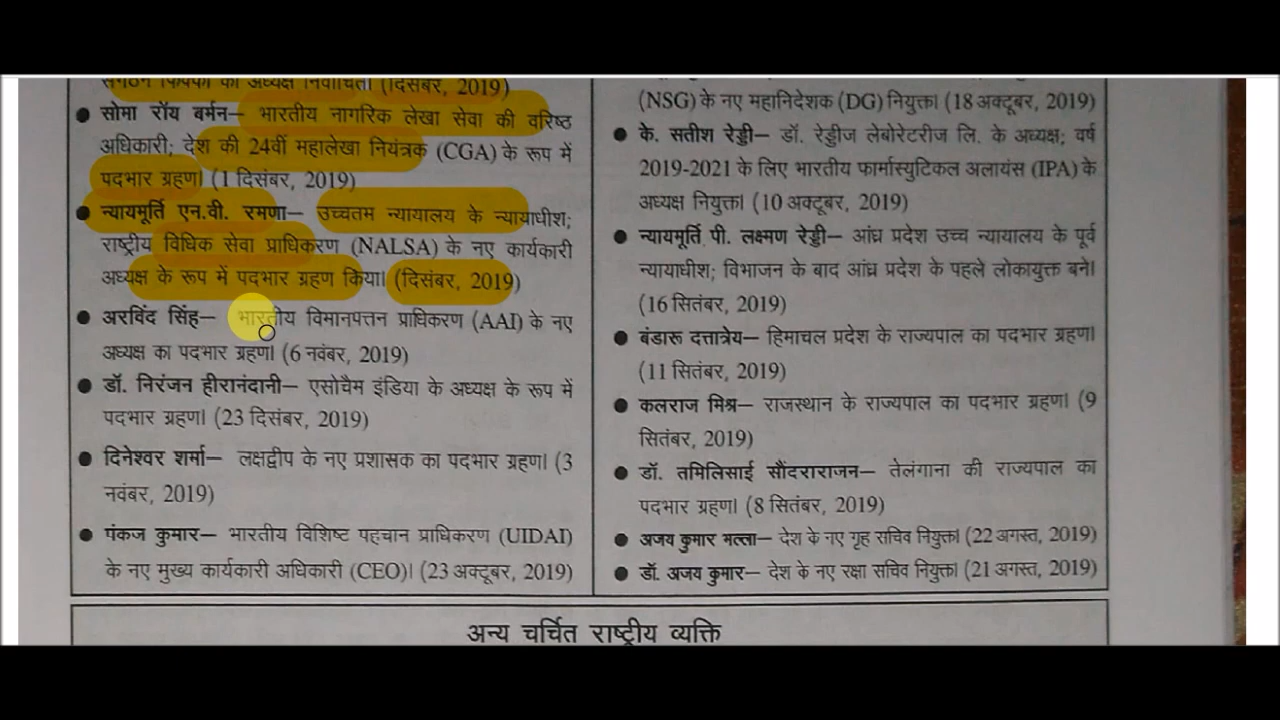 संगठन फिक्की का अध्यक्ष निर्वाचित। (दिसंबर, 2019)
● सोमा रॉय बर्मन– भारतीय नागरिक लेखा सेवा की वरिष्ठ
अधिकारी; देश की 24वीं महालेखा नियंत्रक (CGA) के रूप में
पदभार ग्रहण। (1 दिसंबर, 2019)
● न्यायमूर्ति एन.वी. रमणा– उच्चतम न्यायालय के न्यायाधीश;
राष्ट्रीय विधिक सेवा प्राधिकरण (NALSA) के नए कार्यकारी
अध्यक्ष के रूप में पदभार ग्रहण किया। (दिसंबर, 2019)
● अरविंद सिंह– भारतीय विमानपत्तन प्राधिकरण (AAI) के नए
अध्यक्ष का पदभार ग्रहण। (6 नवंबर, 2019)
● डॉ. निरंजन हीरानंदानी– एसोचैम इंडिया के अध्यक्ष के रूप में
पदभार ग्रहण। (23 दिसंबर, 2019)
● दिनेश्वर शर्मा– लक्षद्वीप के नए प्रशासक का पदभार ग्रहण। (3
नवंबर, 2019)
● पंकज कुमार– भारतीय विशिष्ट पहचान प्राधिकरण (UIDAI)
के नए मुख्य कार्यकारी अधिकारी (CEO)। (23 अक्टूबर, 2019)
(NSG) के नए महानिदेशक (DG) नियुक्त। (18 अक्टूबर, 2019)
● के. सतीश रेड्डी– डॉ. रेड्डीज लेबोरेटरीज लि. के अध्यक्ष; वर्ष
2019-2021 के लिए भारतीय फार्मास्युटिकल अलायंस (IPA) के
अध्यक्ष नियुक्त। (10 अक्टूबर, 2019)
● न्यायमूर्ति पी. लक्ष्मण रेड्डी– आंध्र प्रदेश उच्च न्यायालय के पूर्व
न्यायाधीश; विभाजन के बाद आंध्र प्रदेश के पहले लोकायुक्त बने।
(16 सितंबर, 2019)
● बंडारू दत्तात्रेय– हिमाचल प्रदेश के राज्यपाल का पदभार ग्रहण।
(11 सितंबर, 2019)
● कलराज मिश्र– राजस्थान के राज्यपाल का पदभार ग्रहण। (9
सितंबर, 2019)
● डॉ. तमिलिसाई सौंदराराजन– तेलंगाना की राज्यपाल का
पदभार ग्रहण। (8 सितंबर, 2019)
● अजय कुमार भल्ला– देश के नए गृह सचिव नियुक्त। (22 अगस्त, 2019)
● डॉ. अजय कुमार– देश के नए रक्षा सचिव नियुक्त। (21 अगस्त, 2019)
अन्य चर्चित राष्ट्रीय व्यक्ति